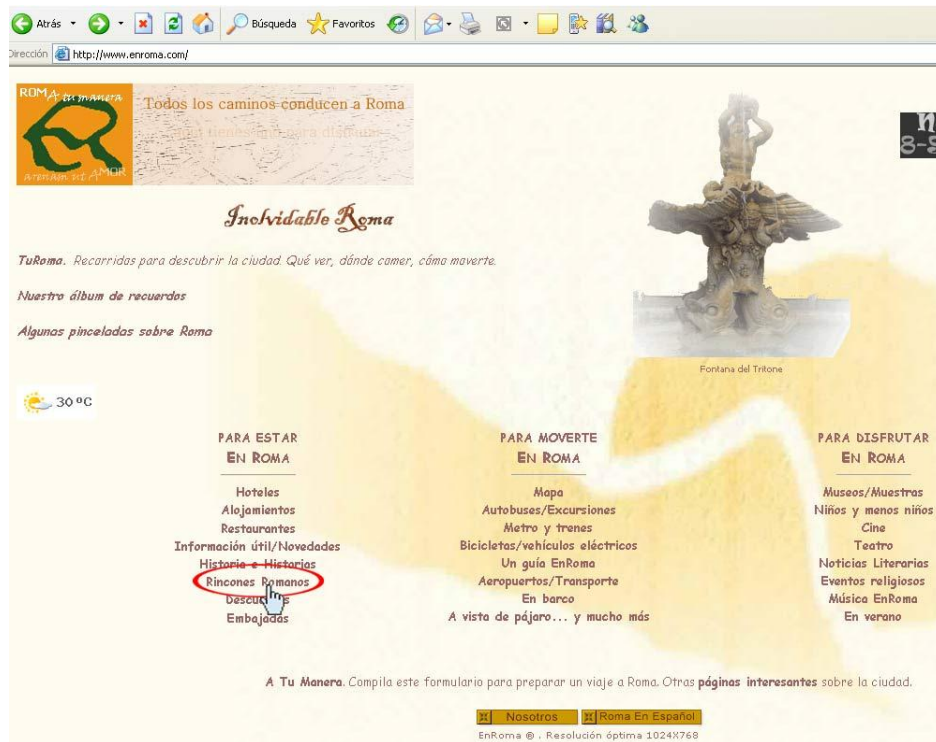 Atrás
Búsqueda
Favoritos
Dirección
http://www.enroma.com/
ROMA tu manera
AMOR
Todos los caminos conducen a Roma
Inolvidable Roma
TuRoma. Recorridos para descubrir la ciudad. Qué ver, dónde comer, cómo moverte.
Nuestro álbum de recuerdos
Algunas pinceladas sobre Roma
Fontana del Tritone
30 ºC
PARA ESTAR
EN ROMA
Hoteles
Alojamientos
Restaurantes
Información útil/Novedades
Historia e Historias
Rincones Romanos
Embajadas
PARA MOVERTE
EN ROMA
Mapa
Autobuses/Excursiones
Metro y trenes
Bicicletas/vehículos eléctricos
Un guía EnRoma
Aeropuertos/Transporte
En barco
A vista de pájaro... y mucho más
PARA DISFRUTAR
EN ROMA
Museos/Muestras
Niños y menos niños
Cine
Teatro
Noticias Literarias
Eventos religiosos
Música EnRoma
En verano
A Tu Manera. Compila este formulario para preparar un viaje a Roma. Otras páginas interesantes sobre la ciudad.
Nosotros
Roma En Español
EnRoma ® . Resolución óptima 1024X768